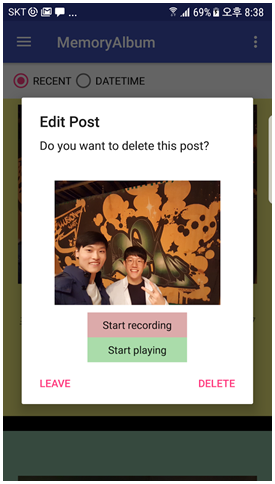 SKT ... 69% 오후 8:38
MemoryAlbum
RECENT DATETIME
Edit Post
Do you want to delete this post?
Start recording
Start playing
LEAVE DELETE